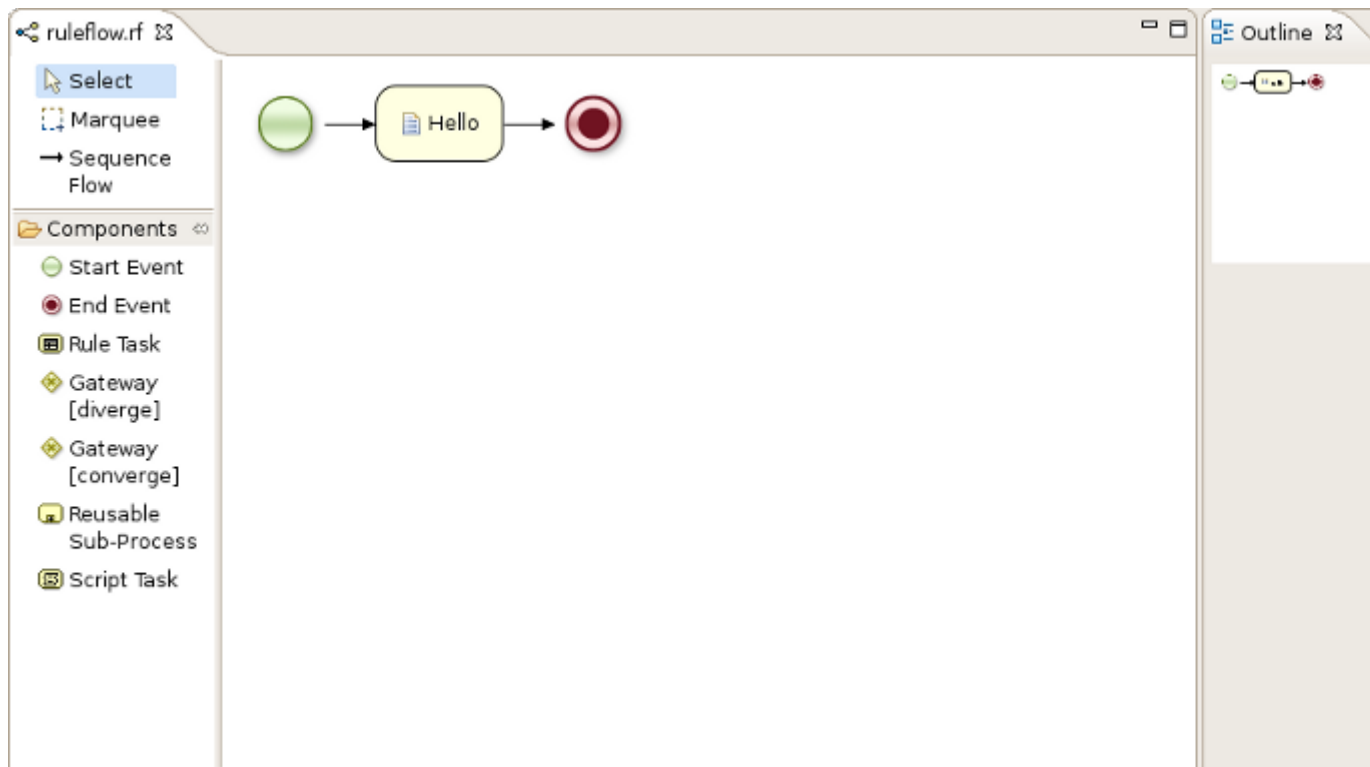 ruleflow.rf
Select
Marquee
Sequence
Flow
Components
Start Event
End Event
Rule Task
Gateway
[diverge]
Gateway
[converge]
Reusable
Sub-Process
Script Task
Hello
Outline